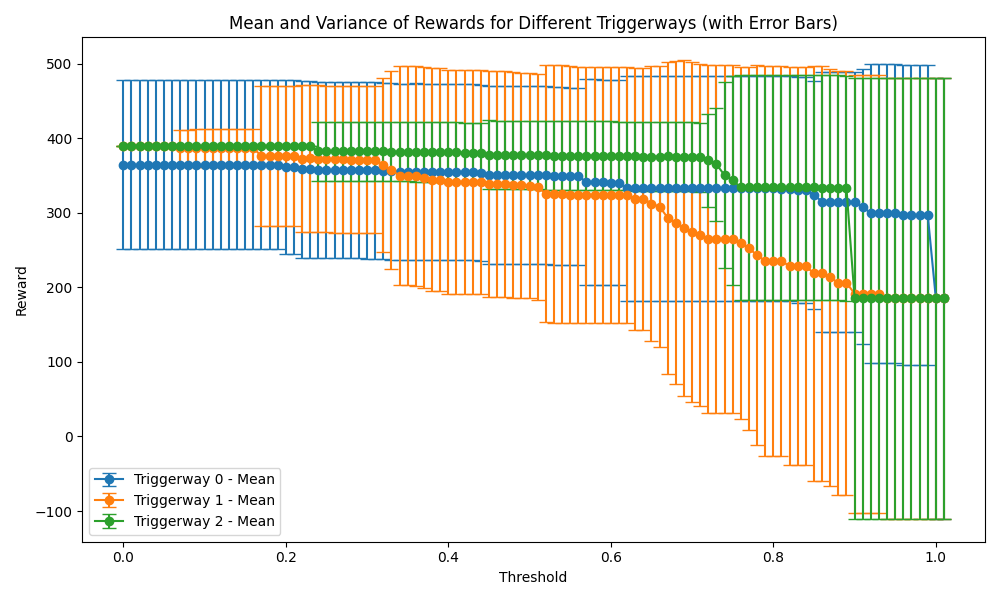 Mean and Variance of Rewards for Different Triggerways (with Error Bars)
500
400
300
200
100
0
−100
Reward
Triggerway 0 - Mean
Triggerway 1 - Mean
Triggerway 2 - Mean
0.0 0.2 0.4 0.6 0.8 1.0
Threshold